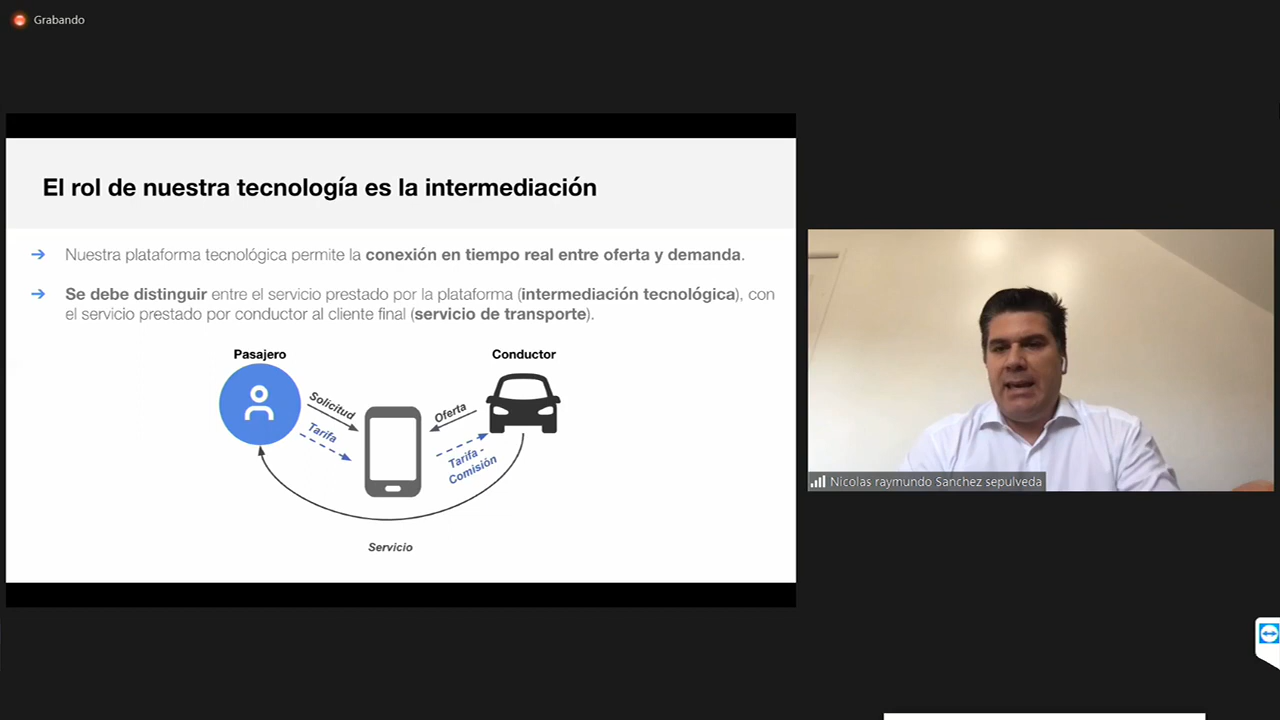 Grabando
El rol de nuestra tecnología es la intermediación
Nuestra plataforma tecnológica permite la conexión en tiempo real entre oferta y demanda.
Se debe distinguir entre el servicio prestado por la plataforma (intermediación tecnológica), con
el servicio prestado por conductor al cliente final (servicio de transporte).
Pasajero
Conductor
Solicitud
Oferta
Tarifa
Tarifa -
Comisión
Servicio
Nicolas raymundo Sanchez sepulveda